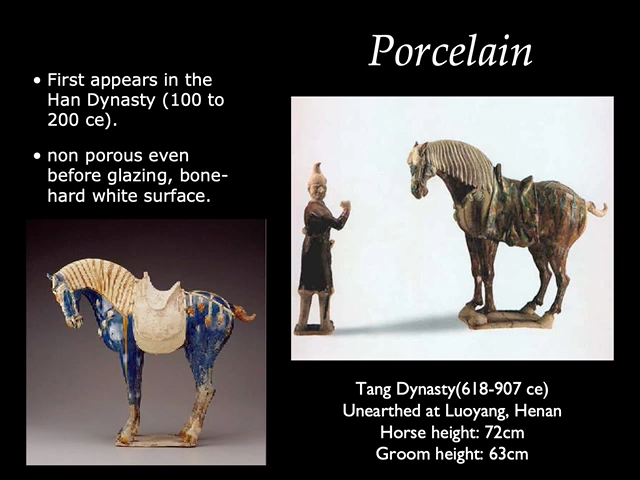 Porcelain
• First appears in the
Han Dynasty (100 to
200 ce).
• non porous even
before glazing, bone-
hard white surface.
Tang Dynasty(618-907 ce)
Unearthed at Luoyang, Henan
Horse height: 72cm
Groom height: 63cm